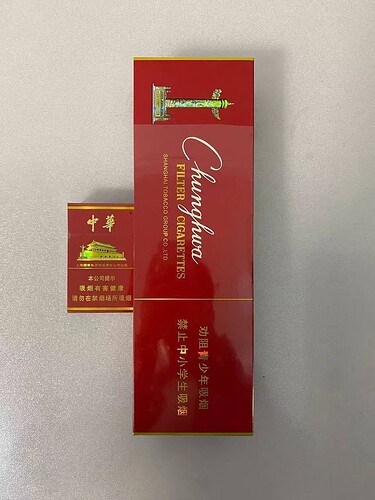 中華
本公司提示
吸烟有害健康
请勿在禁烟场所吸烟
Chunghwa
FILTER CIGARETTES
SHANGHAI TOBACCO GROUP CO.,LTD.
劝阻青少年吸烟
禁止中小学生吸烟